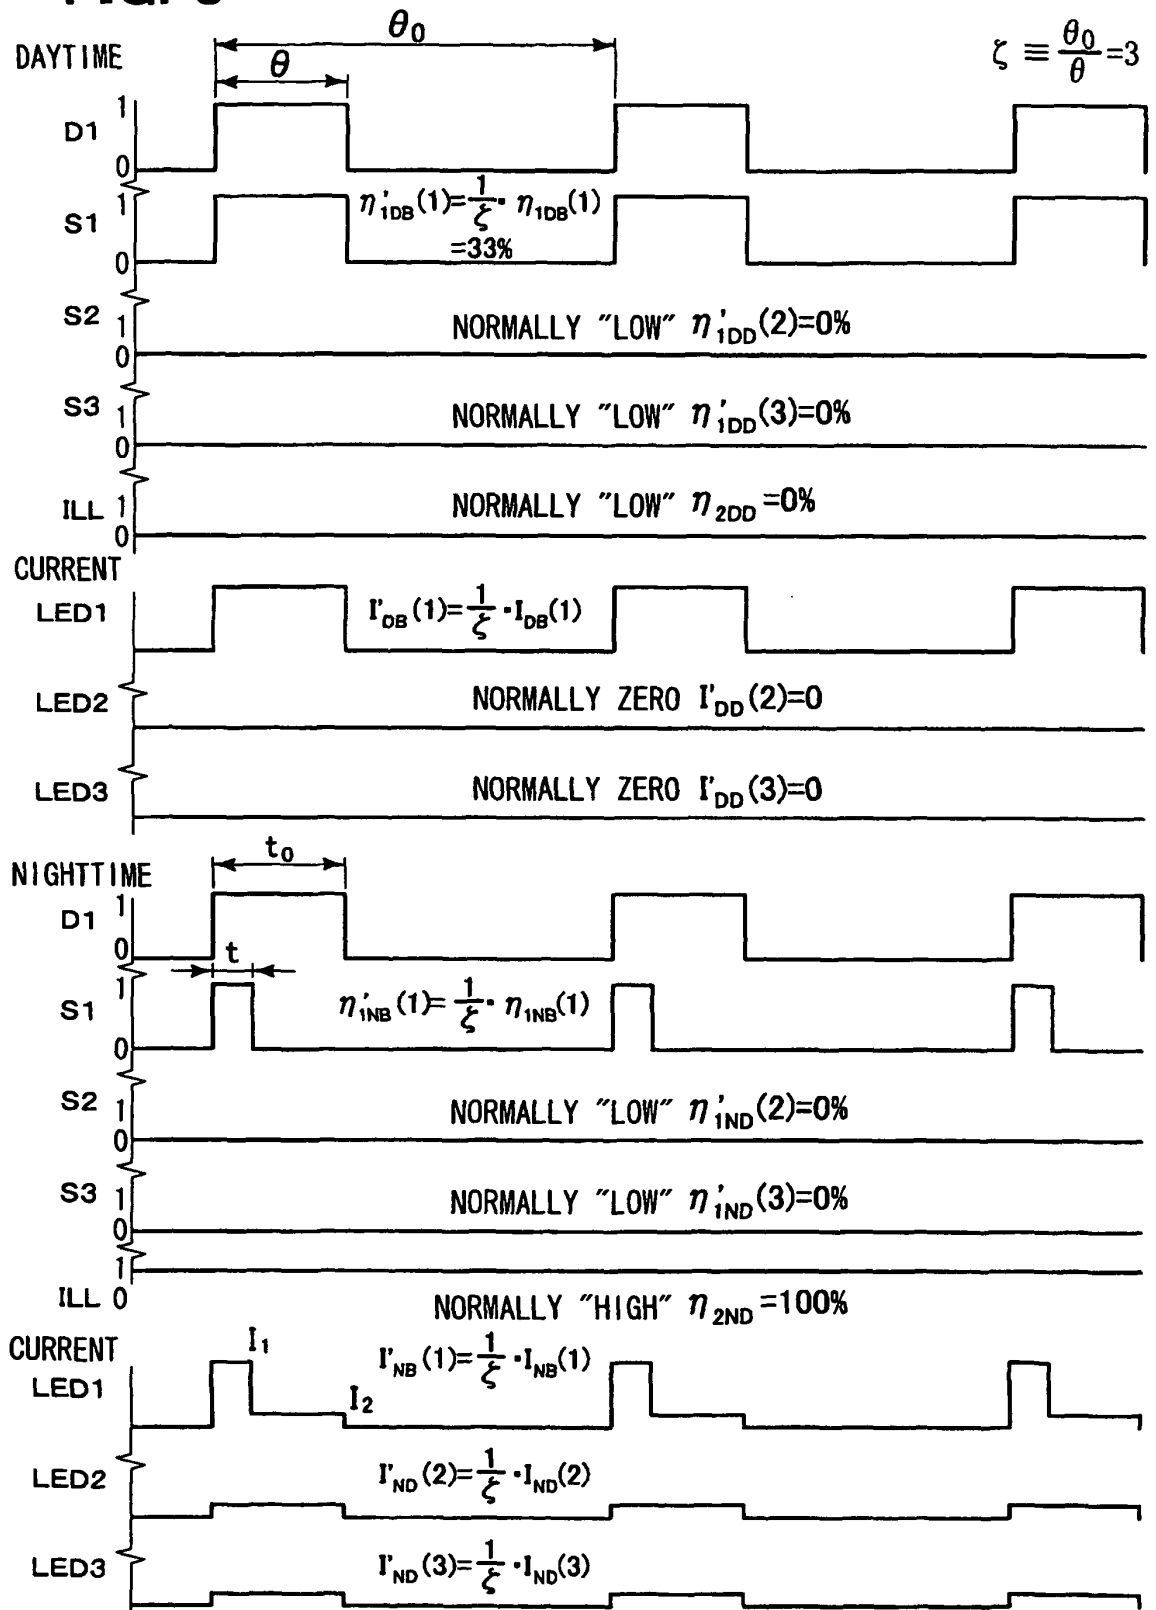 θ₀
DAYTIME
θ
ζ ≡ θ₀/θ =3
D1 1
0
S1 1
η'₁DB(1)=1/ζ・η₁DB(1)
=33%
0
S2 1
NORMALLY "LOW" η'₁DD(2)=0%
0
S3 1
NORMALLY "LOW" η'₁DD(3)=0%
0
ILL 1
NORMALLY "LOW" η₂DD=0%
0
CURRENT
LED1
I'DB(1)=1/ζ・IDB(1)
LED2
NORMALLY ZERO I'DD(2)=0
LED3
NORMALLY ZERO I'DD(3)=0
t₀
NIGHTTIME
D1 1
0
t
S1 1
η'₁NB(1)=1/ζ・η₁NB(1)
0
S2 1
NORMALLY "LOW" η'₁ND(2)=0%
0
S3 1
NORMALLY "LOW" η'₁ND(3)=0%
0
1
ILL 0
NORMALLY "HIGH" η₂ND=100%
CURRENT
I₁
LED1
I'NB(1)=1/ζ・INB(1)
I₂
LED2
I'ND(2)=1/ζ・IND(2)
LED3
I'ND(3)=1/ζ・IND(3)